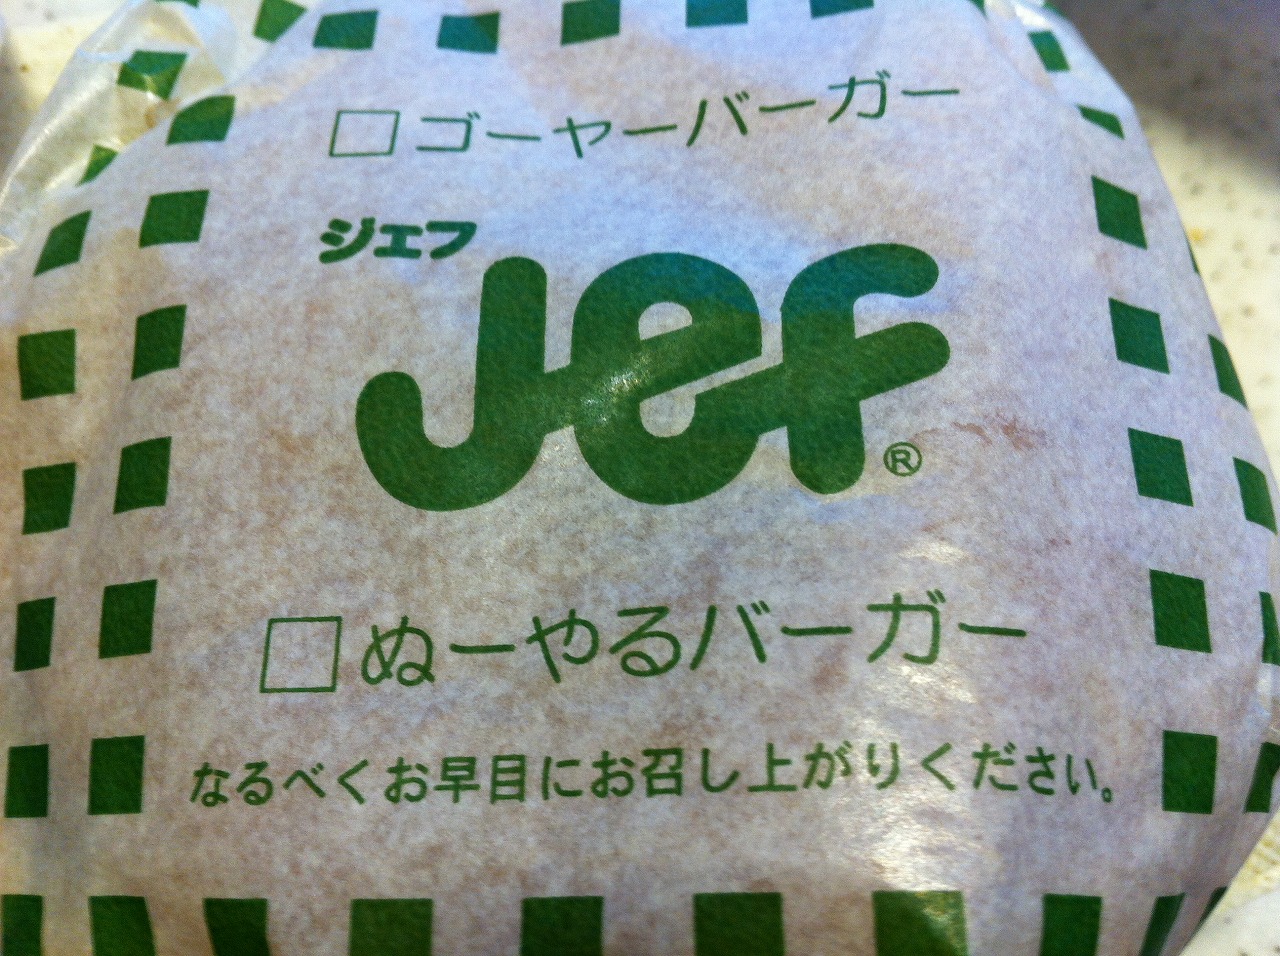 □ゴーヤーバーガー
ジェフ
Jef®
□ぬーやるバーガー
なるべくお早目にお召し上がりください。